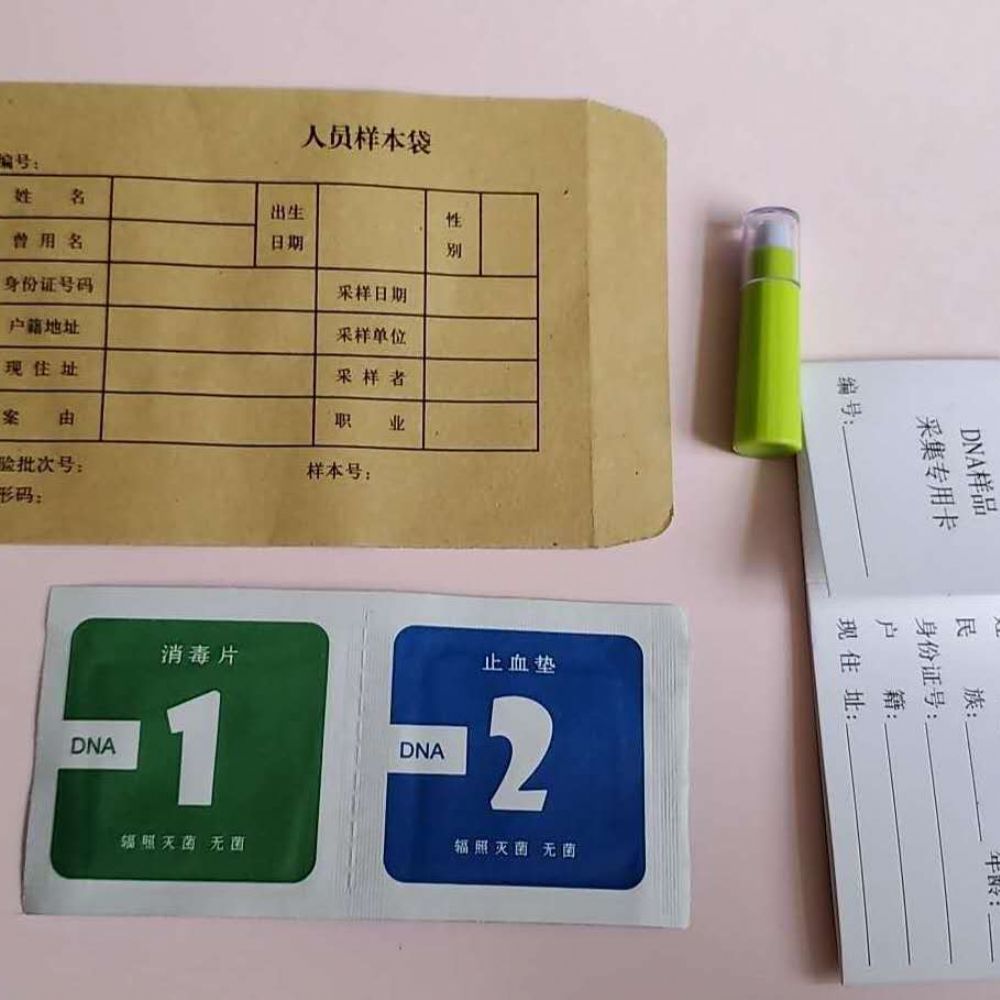 人员样本袋
编号:
姓 名
出生日期
性别
曾用名
身份证号码
采样日期
户籍地址
采样单位
现住址
采样者
案 由
职 业
验批次号:
样本号:
形码:
消毒片
1
DNA
辐照灭菌 无菌
止血垫
2
DNA
辐照灭菌 无菌
DNA样品
采集专用卡
编号:
民 族:
年龄:
身份证号:
户 籍:
现住址: